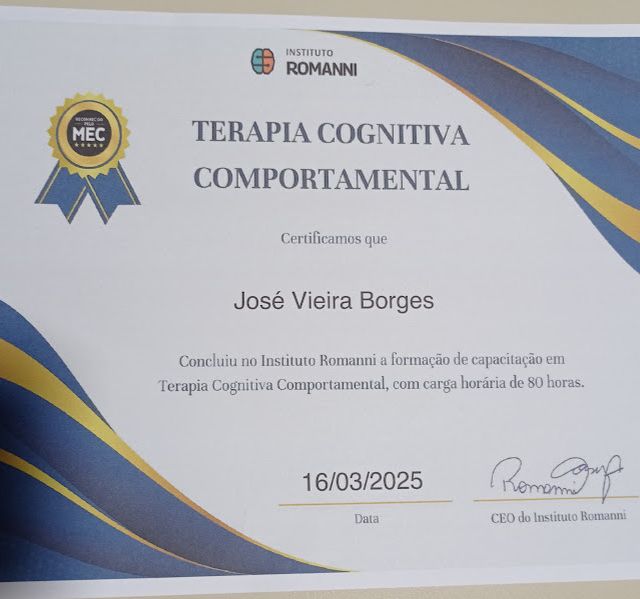 INSTITUTO
ROMANNI
RECONHECIDO
PELO
MEC
TERAPIA COGNITIVA
COMPORTAMENTAL
Certificamos que
José Vieira Borges
Concluiu no Instituto Romanni a formação de capacitação em
Terapia Cognitiva Comportamental, com carga horária de 80 horas.
16/03/2025
Data
Romanni
CEO do Instituto Romanni